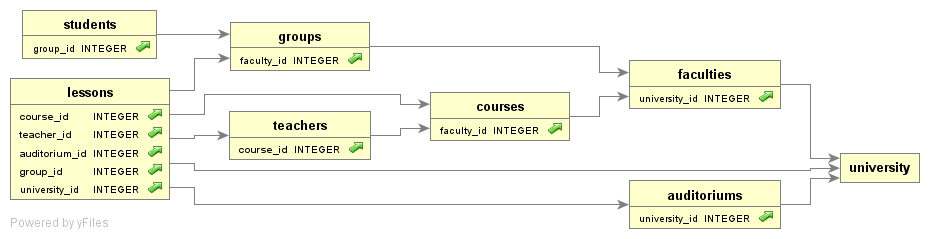 students
group_id INTEGER
groups
faculty_id INTEGER
lessons
course_id INTEGER
teacher_id INTEGER
auditorium_id INTEGER
group_id INTEGER
university_id INTEGER
teachers
course_id INTEGER
courses
faculty_id INTEGER
faculties
university_id INTEGER
university
auditoriums
university_id INTEGER
Powered by yFiles